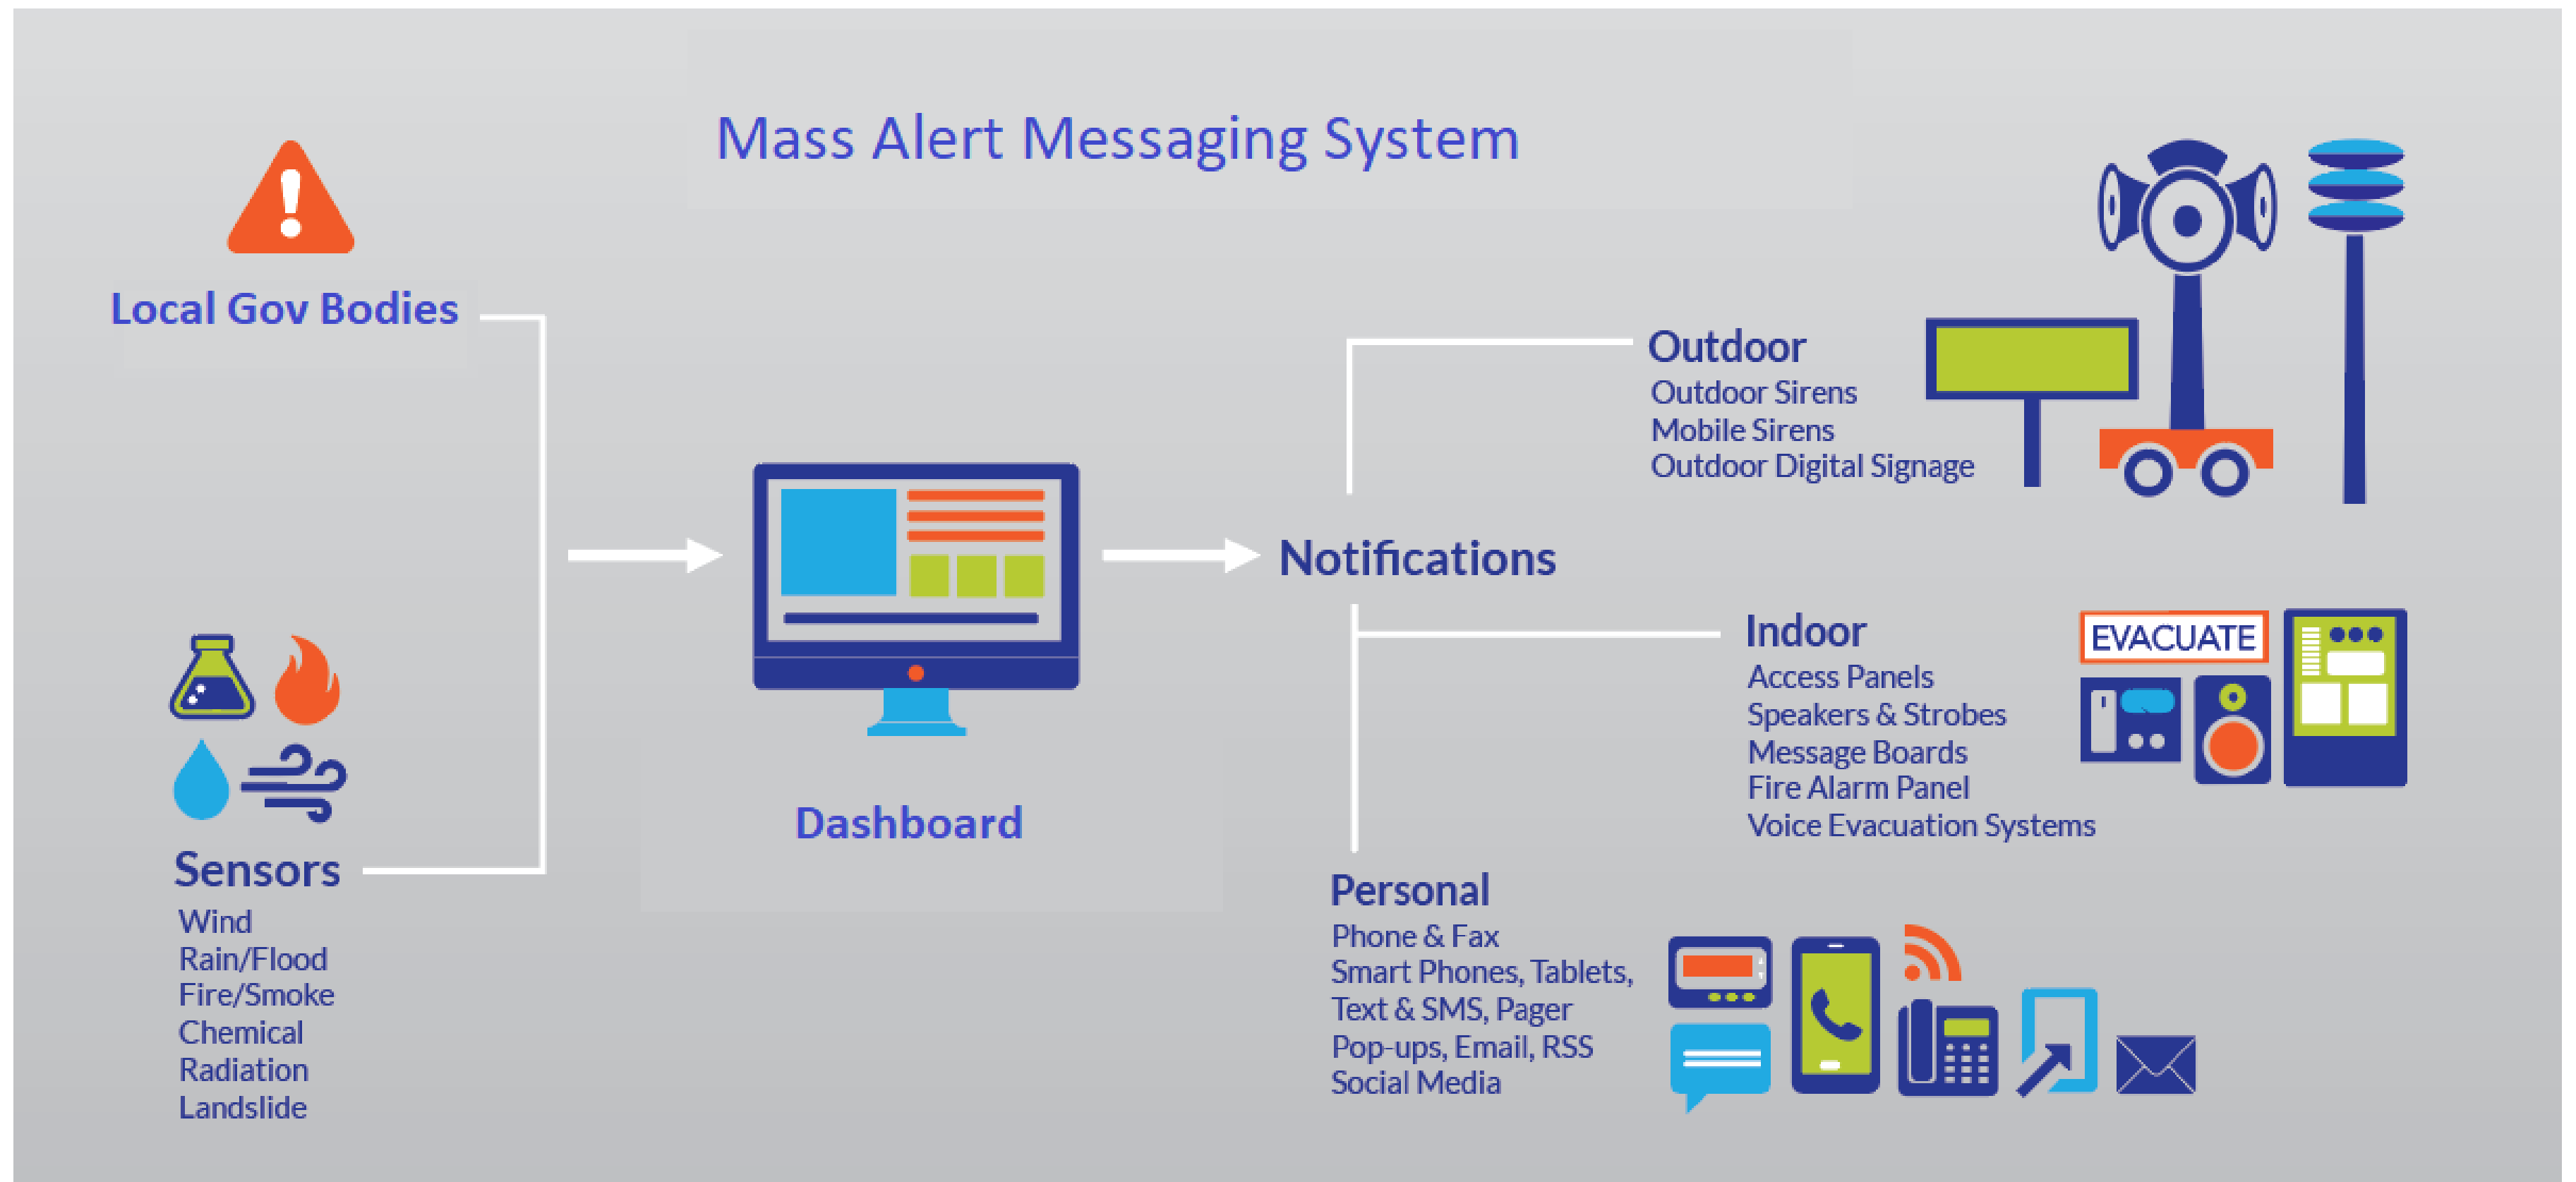 Mass Alert Messaging System
Local Gov Bodies
Sensors
Wind
Rain/Flood
Fire/Smoke
Chemical
Radiation
Landslide
Dashboard
Notifications
Outdoor
Outdoor Sirens
Mobile Sirens
Outdoor Digital Signage
Indoor
Access Panels
Speakers & Strobes
Message Boards
Fire Alarm Panel
Voice Evacuation Systems
EVACUATE
Personal
Phone & Fax
Smart Phones, Tablets,
Text & SMS, Pager
Pop-ups, Email, RSS
Social Media